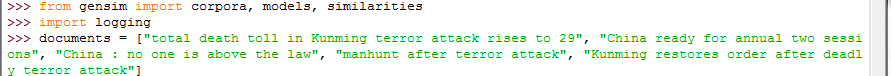 >>> from gensim import corpora, models, similarities
>>> import logging
>>> documents = ["total death toll in Kunming terror attack rises to 29", "China ready for annual two sessi
ons", "China : no one is above the law", "manhunt after terror attack", "Kunming restores order after deadl
y terror attack"]